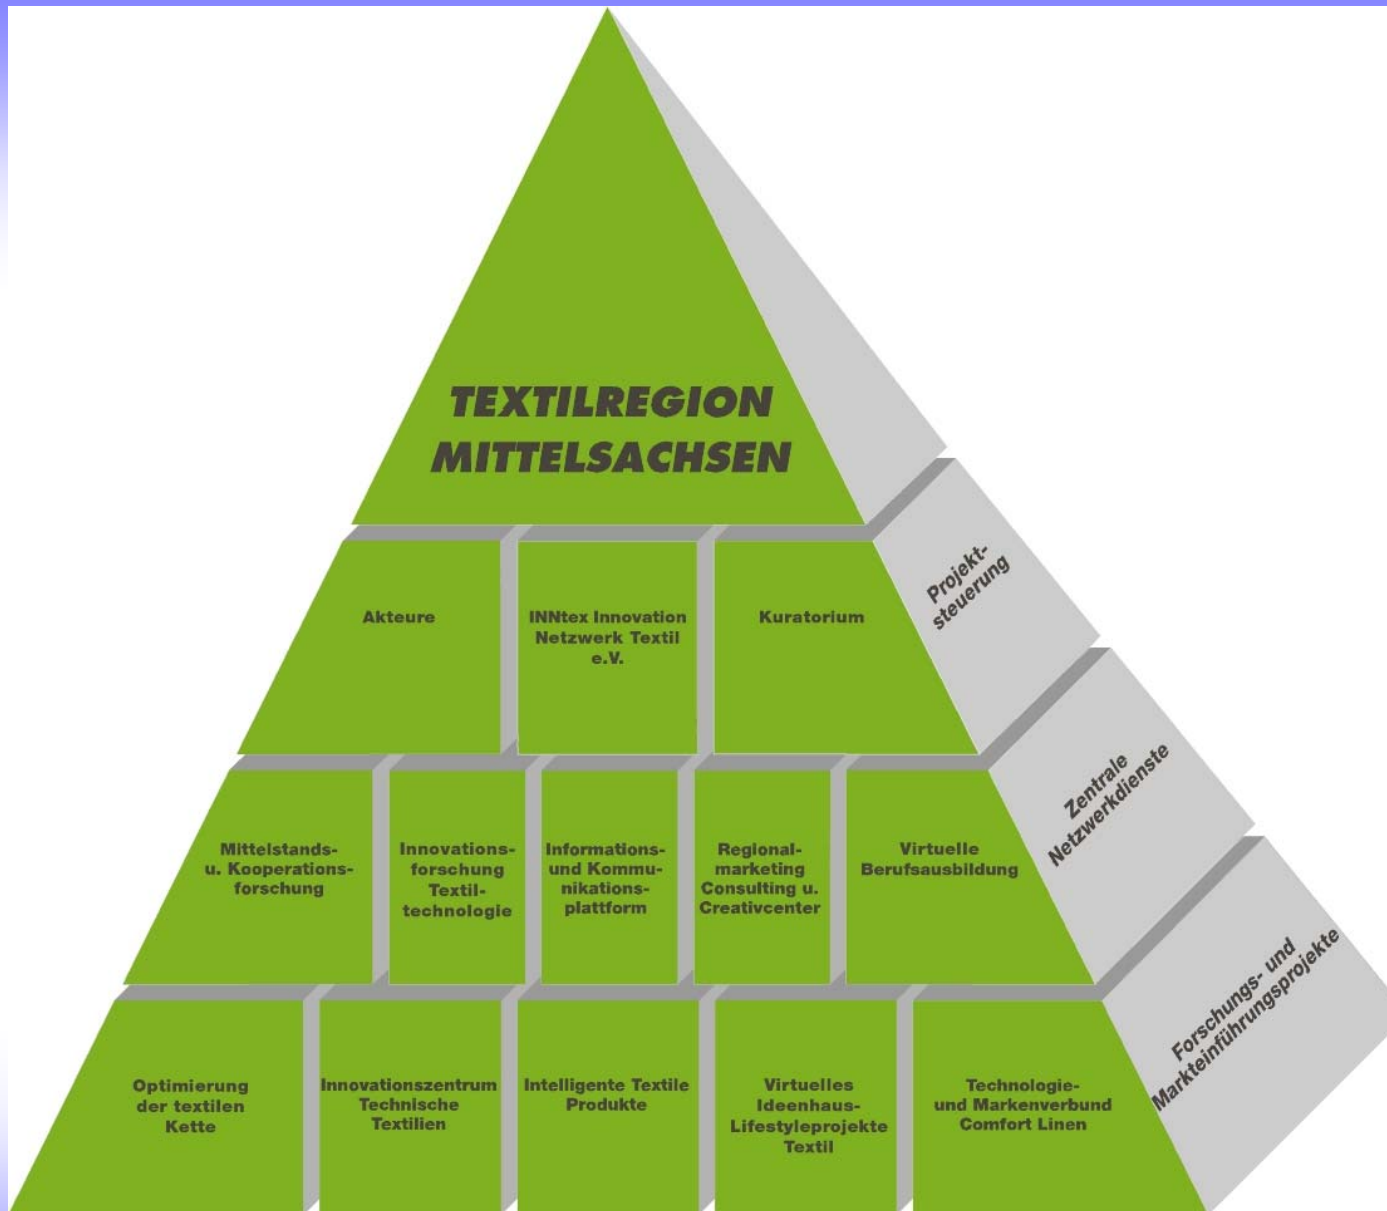 TEXTILREGION
MITTELSACHSEN
Akteure
INNtex Innovation
Netzwerk Textil
e.V.
Kuratorium
Projekt-
steuerung
Mittelstands-
u. Kooperations-
forschung
Innovations-
forschung
Textil-
technologie
Informations-
und Kommu-
nikations-
plattform
Regional-
marketing
Consulting u.
Creativcenter
Virtuelle
Berufsausbildung
Zentrale
Netzwerkdienste
Optimierung
der textilen
Kette
Innovationszentrum
Technische
Textilien
Intelligente Textile
Produkte
Virtuelles
Ideenhaus-
Lifestyleprojekte
Textil
Technologie-
und Markenverbund
Comfort Linen
Forschungs- und
Markteinführungsprojekte